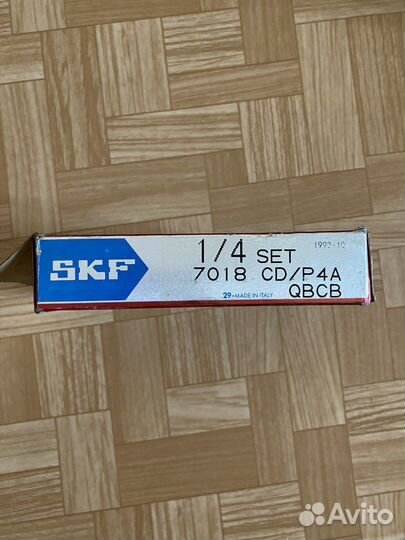 SKF
1/4 SET
1993-10
7018 CD/P4A
29-MADE IN ITALY
QBCB
Avito